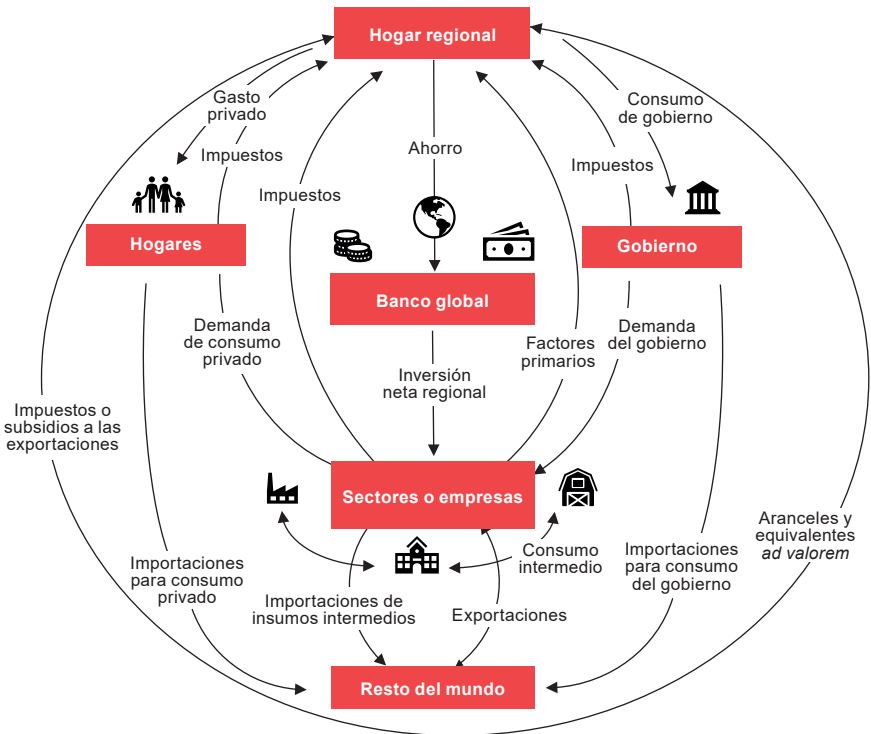 Hogar regional
Gasto
privado
Consumo
de gobierno
Impuestos
Ahorro
Impuestos
Impuestos
Hogares
Gobierno
Banco global
Demanda
de consumo
privado
Factores
primarios
Demanda
del gobierno
Inversión
neta regional
Impuestos o
subsidios a las
exportaciones
Sectores o empresas
Aranceles y
equivalentes
ad valorem
Importaciones
para consumo
privado
Consumo
intermedio
Importaciones
para consumo
del gobierno
Importaciones de
insumos intermedios
Exportaciones
Resto del mundo